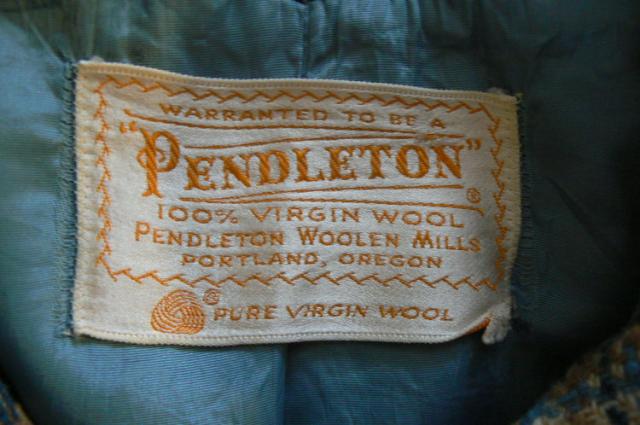 WARRANTED TO BE A
"PENDLETON"®
100% VIRGIN WOOL
PENDLETON WOOLEN MILLS
PORTLAND, OREGON
PURE VIRGIN WOOL